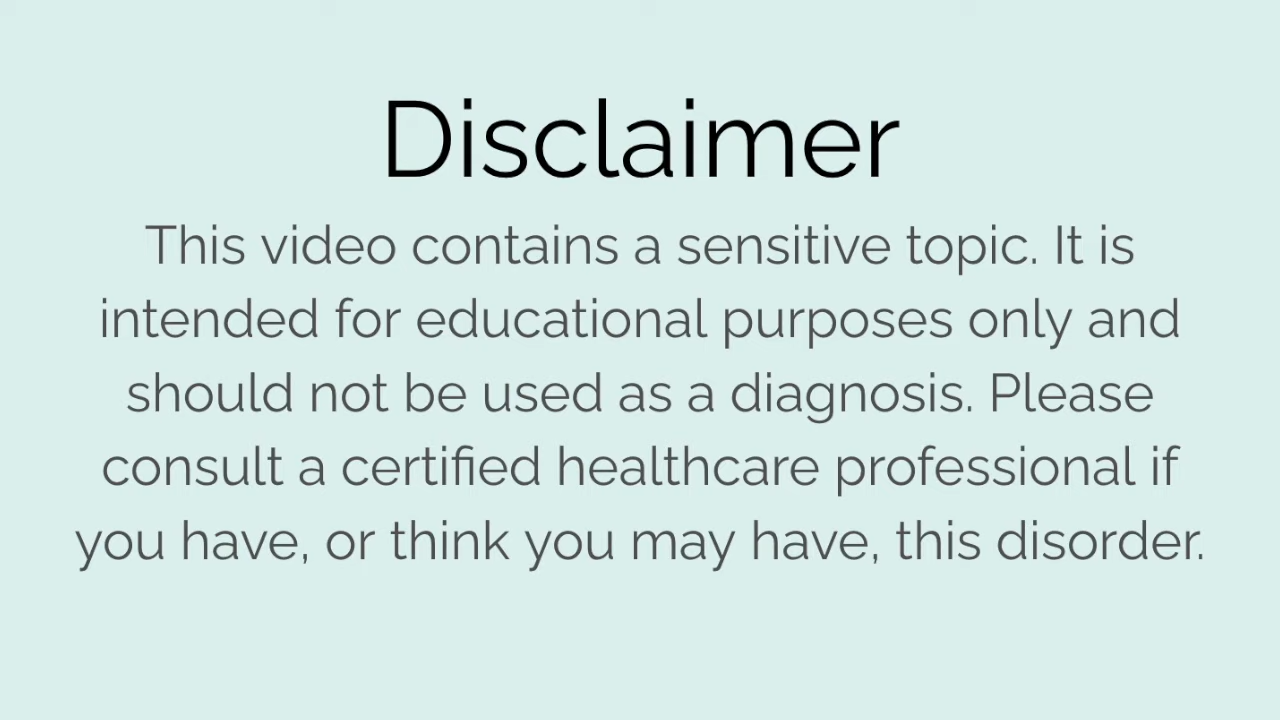 Disclaimer
This video contains a sensitive topic. It is
intended for educational purposes only and
should not be used as a diagnosis. Please
consult a certified healthcare professional if
you have, or think you may have, this disorder.